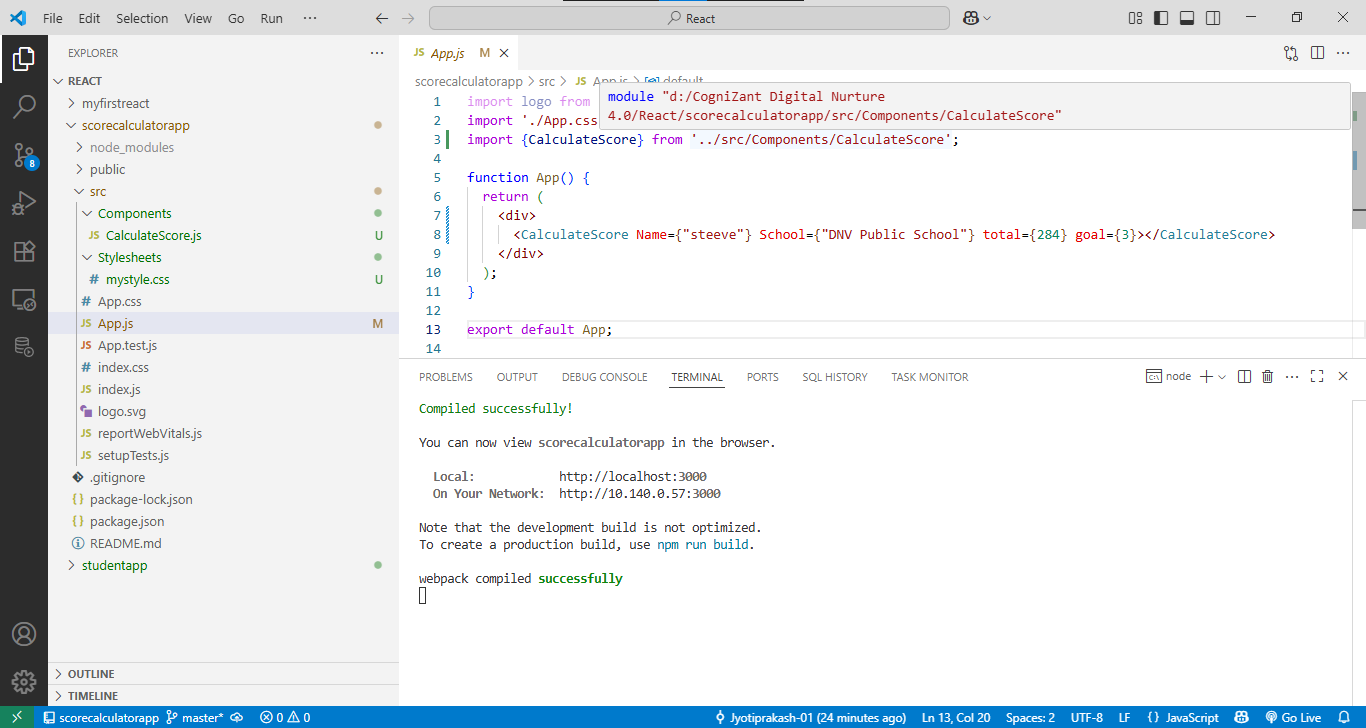 File Edit Selection View Go Run ··· React
EXPLORER ···
REACT
myfirstreact
scorecalculatorapp
node_modules
public
src
Components
JS CalculateScore.js U
Stylesheets
# mystyle.css U
# App.css
JS App.js M
JS App.test.js
# index.css
JS index.js
logo.svg
JS reportWebVitals.js
JS setupTests.js
.gitignore
{} package-lock.json
{} package.json
README.md
studentapp
OUTLINE
TIMELINE
8
JS App.js M
scorecalculatorapp > src > JS App.js > default
module "d:/CogniZant Digital Nurture
4.0/React/scorecalculatorapp/src/Components/CalculateScore"
1 import logo from
2 import './App.css
3 import {CalculateScore} from '../src/Components/CalculateScore';
4
5 function App() {
6 return (
7 <div>
8 <CalculateScore Name={"steeve"} School={"DNV Public School"} total={284} goal={3}></CalculateScore>
9 </div>
10 );
11 }
12
13 export default App;
14
PROBLEMS OUTPUT DEBUG CONSOLE TERMINAL PORTS SQL HISTORY TASK MONITOR node
Compiled successfully!
You can now view scorecalculatorapp in the browser.
Local: http://localhost:3000
On Your Network: http://10.140.0.57:3000
Note that the development build is not optimized.
To create a production build, use npm run build.
webpack compiled successfully
scorecalculatorapp master* 0 0 Jyotiprakash-01 (24 minutes ago) Ln 13, Col 20 Spaces: 2 UTF-8 LF {} JavaScript Go Live